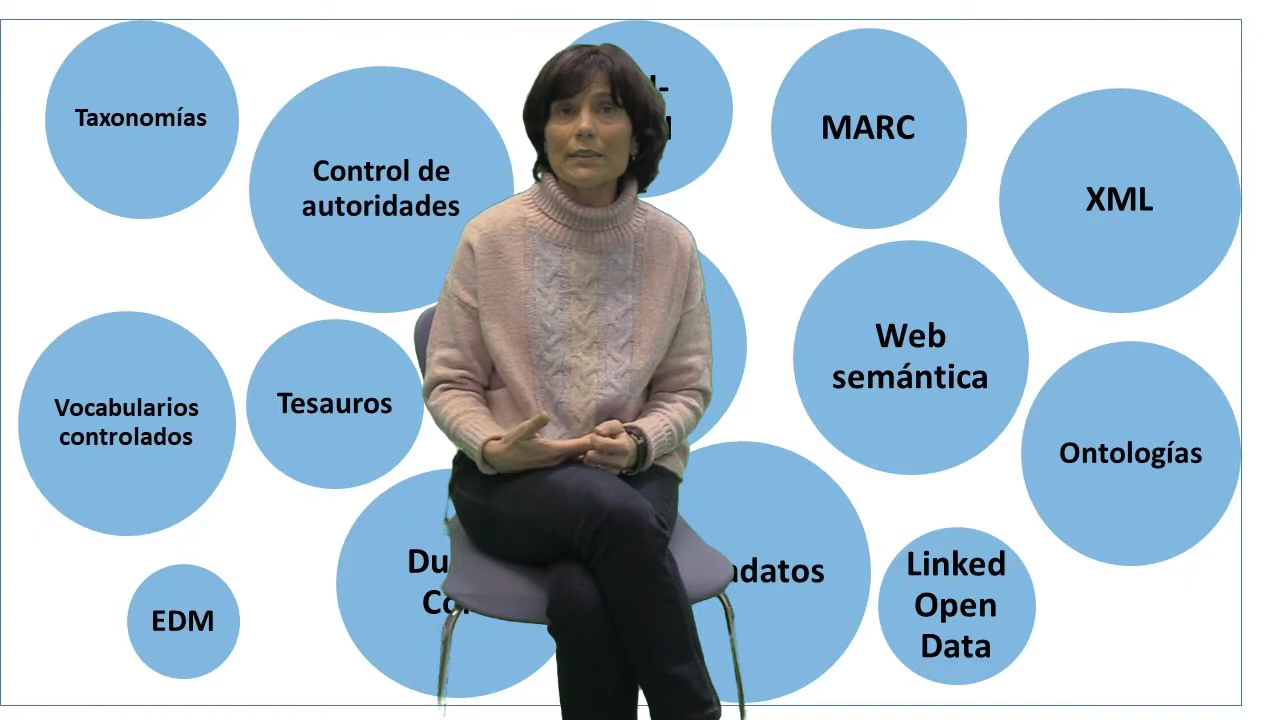 Taxonomías
Control de
autoridades
MARC
XML
Vocabularios
controlados
Tesauros
Web
semántica
Ontologías
EDM
Linked
Open
Data